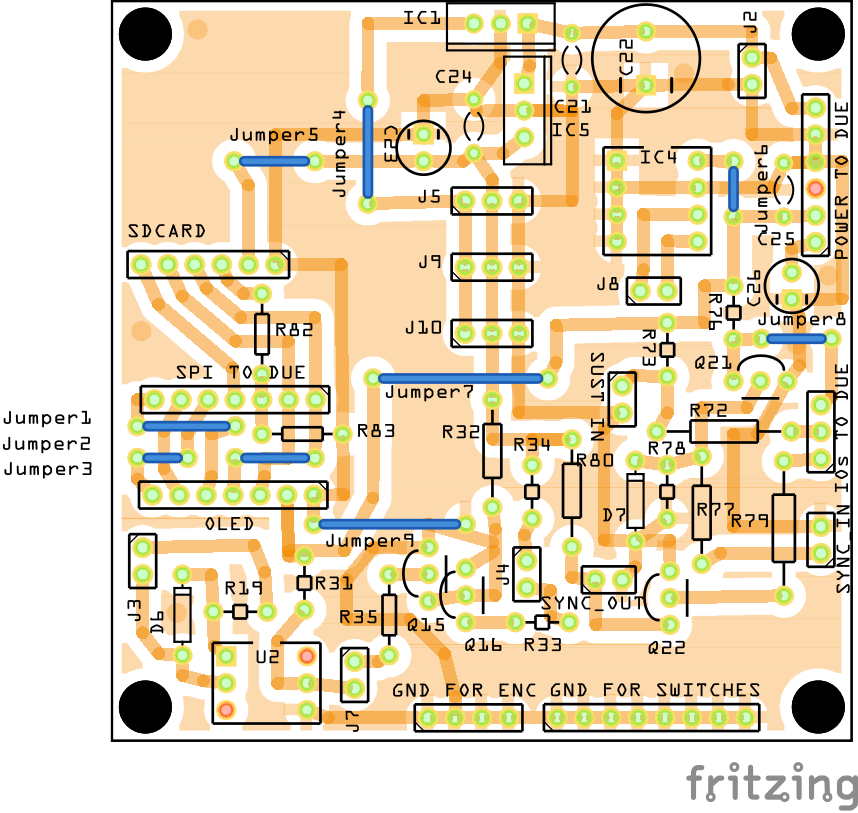 IC1
J2
C22
C24
C21
IC5
Jumper5
Jumper4
C23
IC4
Jumper6
POWER TO DUE
J5
SDCARD
C25
J9
J8
C26
R76
Jumper8
J10
R82
R73
SUST IN
Q21
SPI TO DUE
Jumper7
Jumper1
Jumper2
Jumper3
R83
R32
R34
R80
R72
R78
SYNC_IN IOs TO DUE
OLED
Jumper9
D7
R77
R79
J3
D6
R19
R31
R35
Q15
J4
SYNC_OUT
Q16
R33
Q22
U2
J7
GND FOR ENC
GND FOR SWITCHES
fritzing